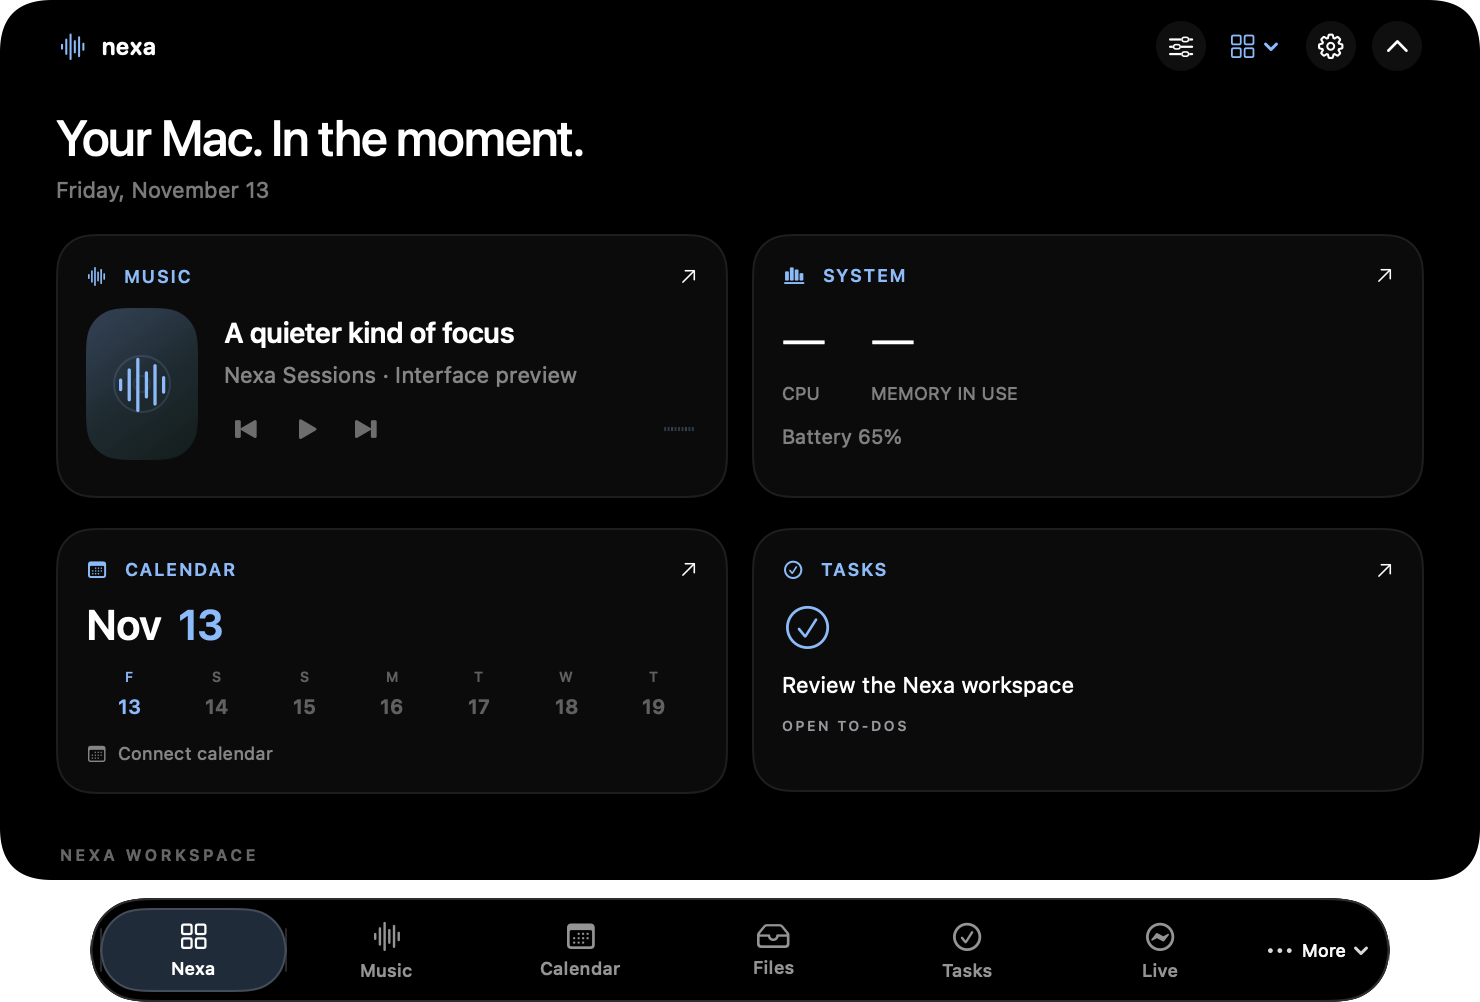 nexa
Your Mac. In the moment.
Friday, November 13
MUSIC
A quieter kind of focus
Nexa Sessions · Interface preview
SYSTEM
— —
CPU MEMORY IN USE
Battery 65%
CALENDAR
Nov 13
F S S M T W T
13 14 15 16 17 18 19
Connect calendar
TASKS
Review the Nexa workspace
OPEN TO-DOS
NEXA WORKSPACE
Nexa Music Calendar Files Tasks Live ··· More